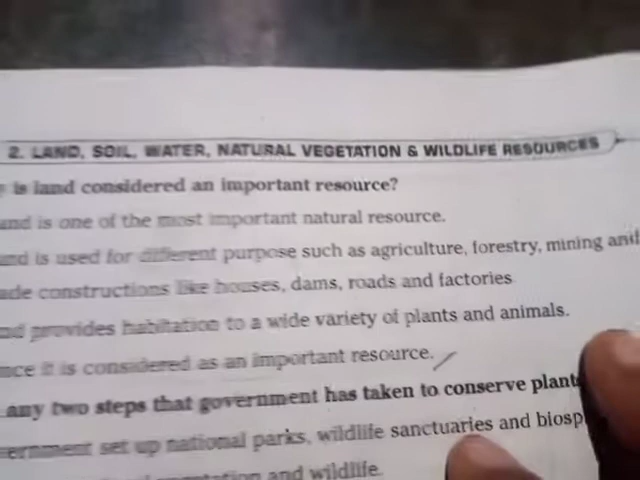 2. LAND, SOIL, WATER, NATURAL VEGETATION & WILDLIFE RESOURCES
is land considered an important resource?
and is one of the most important natural resource.
and is used for different purpose such as agriculture, forestry, mining and
ade constructions like houses, dams, roads and factories
nd provides habitation to a wide variety of plants and animals.
nce it is considered as an important resource.
any two steps that government has taken to conserve plant
ernment set up national parks, wildlife sanctuaries and biosp
and wildlife.